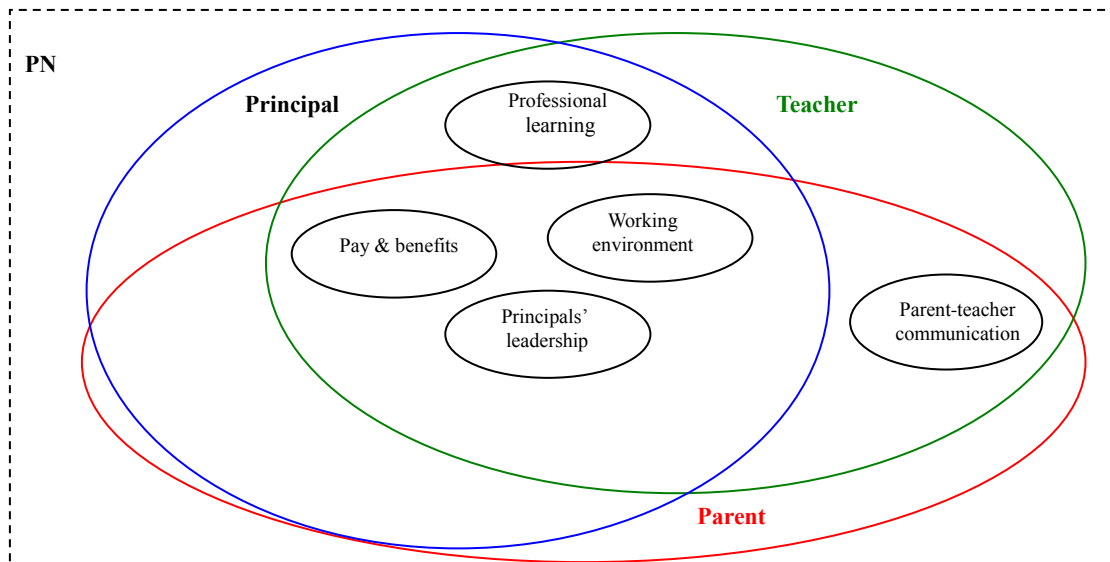 PN
Principal
Teacher
Professional
learning
Pay & benefits
Working
environment
Principals’
leadership
Parent-teacher
communication
Parent